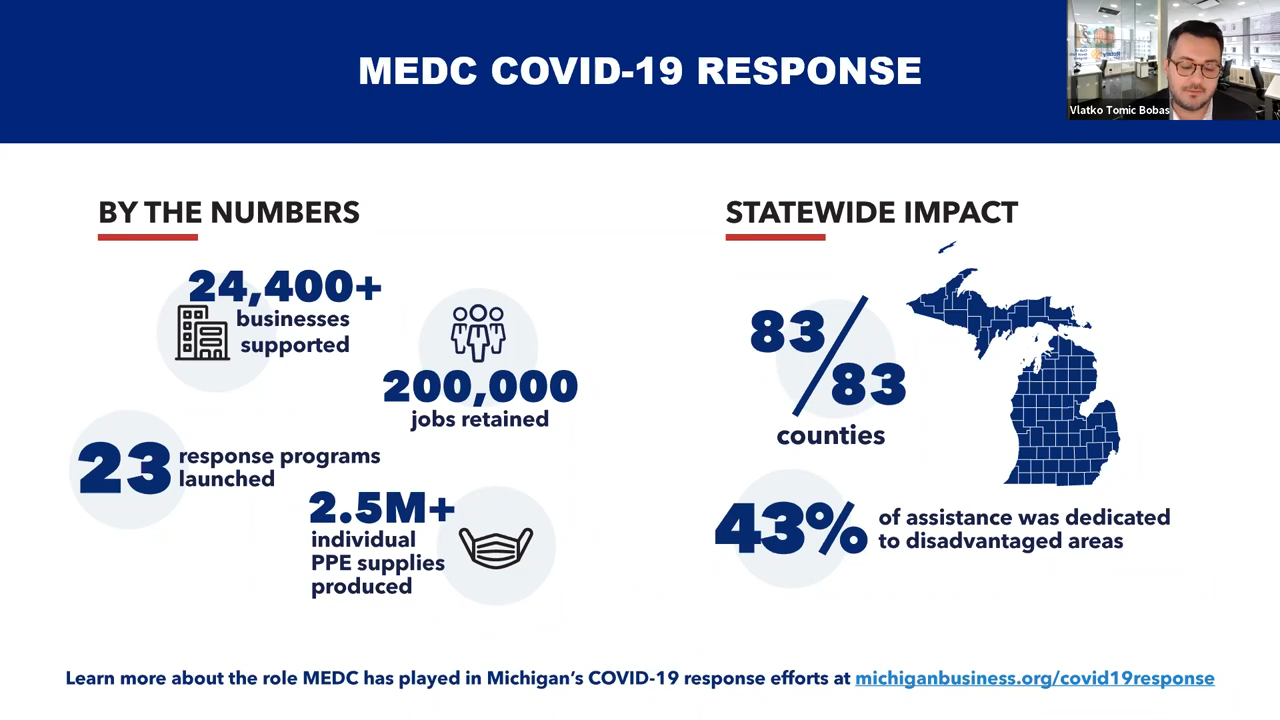 MEDC COVID-19 RESPONSE
Vlatko Tomic Bobas
BY THE NUMBERS
24,400+
businesses
supported
200,000
jobs retained
23
response programs
launched
2.5M+
individual
PPE supplies
produced
STATEWIDE IMPACT
83/83
counties
43%
of assistance was dedicated
to disadvantaged areas
Learn more about the role MEDC has played in Michigan’s COVID-19 response efforts at michiganbusiness.org/covid19response